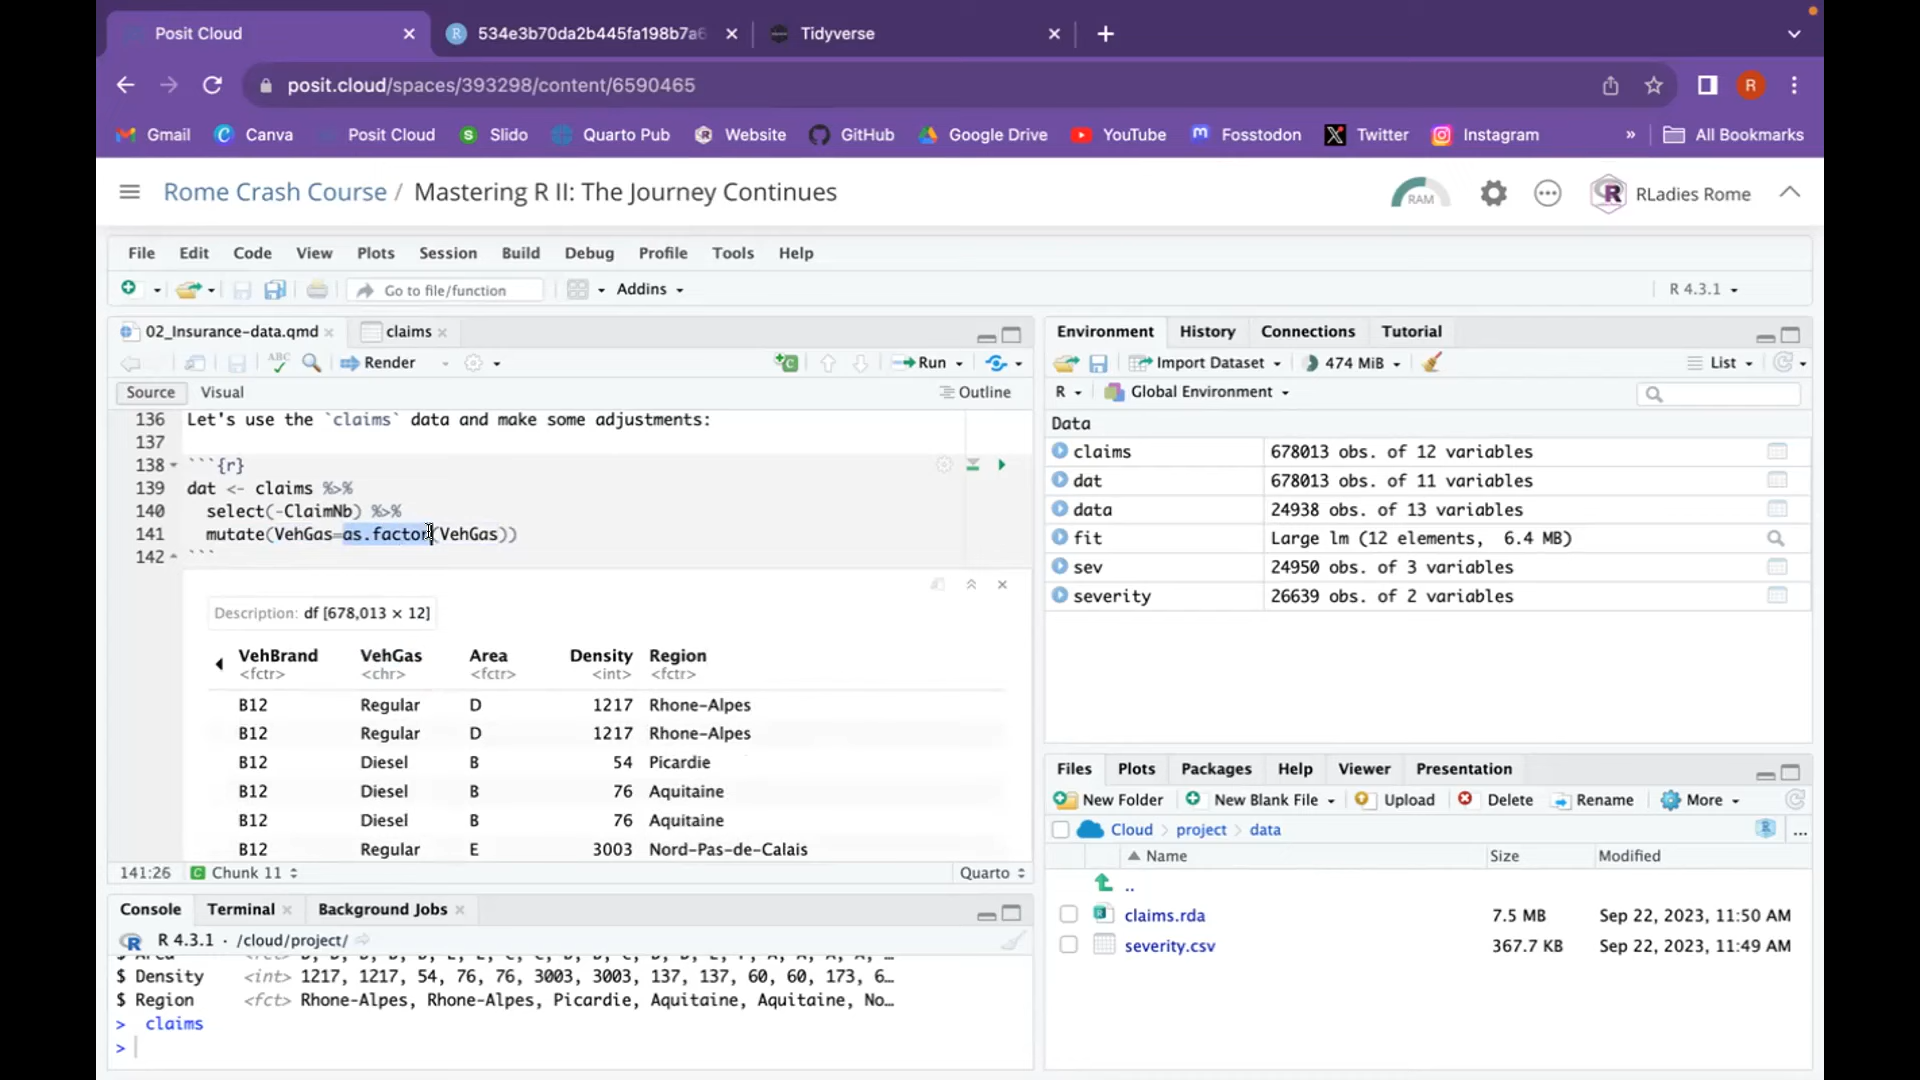 Posit Cloud
534e3b70da2b445fa198b7a6
Tidyverse
posit.cloud/spaces/393298/content/6590465
R
Gmail Canva Posit Cloud Slido Quarto Pub Website GitHub Google Drive YouTube Fosstodon Twitter Instagram » All Bookmarks
Rome Crash Course / Mastering R II: The Journey Continues
RAM
RLadies Rome
File Edit Code View Plots Session Build Debug Profile Tools Help
Go to file/function
Addins
R 4.3.1
02_Insurance-data.qmd
claims
ABC
Render
Run
Source Visual
Outline
136 Let's use the `claims` data and make some adjustments:
137
138 ```{r}
139 dat <- claims %>%
140 select(-ClaimNb) %>%
141 mutate(VehGas=as.factor(VehGas))
142 ```
Description: df [678,013 × 12]
VehBrand VehGas Area Density Region
<fctr> <chr> <fctr> <int> <fctr>
B12 Regular D 1217 Rhone-Alpes
B12 Regular D 1217 Rhone-Alpes
B12 Diesel B 54 Picardie
B12 Diesel B 76 Aquitaine
B12 Diesel B 76 Aquitaine
B12 Regular E 3003 Nord-Pas-de-Calais
141:26 Chunk 11 Quarto
Console Terminal Background Jobs
R 4.3.1 · /cloud/project/
$ Density <int> 1217, 1217, 54, 76, 76, 3003, 3003, 137, 137, 60, 60, 173, 6…
$ Region <fct> Rhone-Alpes, Rhone-Alpes, Picardie, Aquitaine, Aquitaine, No…
> claims
>
Environment History Connections Tutorial
Import Dataset
474 MiB
List
R Global Environment
Data
claims 678013 obs. of 12 variables
dat 678013 obs. of 11 variables
data 24938 obs. of 13 variables
fit Large lm (12 elements, 6.4 MB)
sev 24950 obs. of 3 variables
severity 26639 obs. of 2 variables
Files Plots Packages Help Viewer Presentation
New Folder New Blank File Upload Delete Rename More
Cloud > project > data
...
Name Size Modified
..
claims.rda 7.5 MB Sep 22, 2023, 11:50 AM
severity.csv 367.7 KB Sep 22, 2023, 11:49 AM